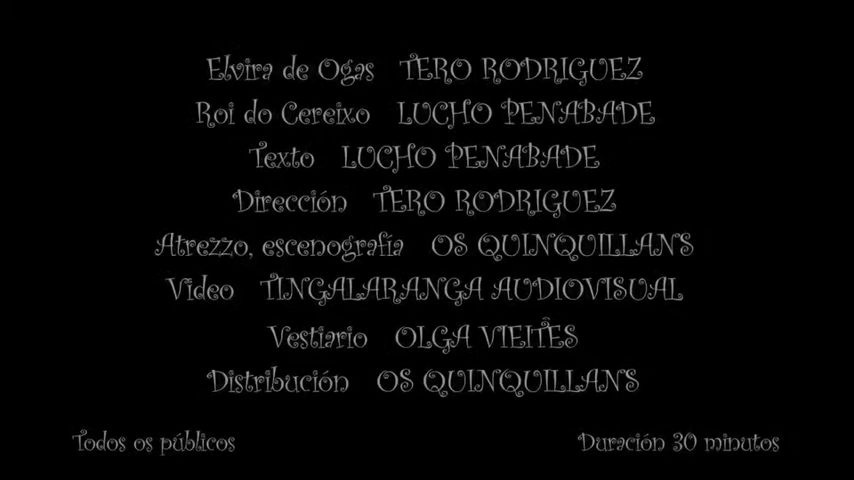 Elvira de Ogas TERO RODRIGUEZ
Roi do Cereixo LUCHO PENABADE
Texto LUCHO PENABADE
Dirección TERO RODRIGUEZ
Atrezzo, escenografía OS QUINQUILLANS
Video TINGALARANGA AUDIOVISUAL
Vestiario OLGA VIEITES
Distribución OS QUINQUILLANS
Todos os públicos Duración 30 minutos